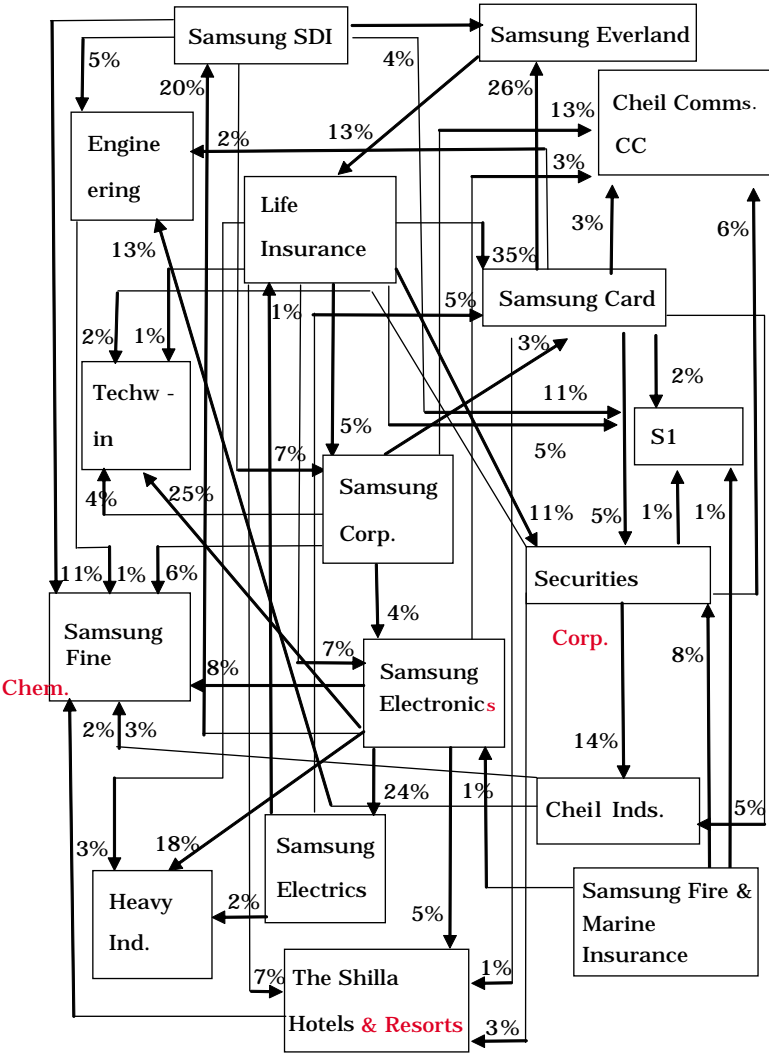 Samsung SDI
Samsung Everland
5%
20%
4%
26%
Cheil Comms.
CC
13%
Engine
ering
2%
13%
3%
Life
Insurance
3%
6%
13%
35%
Samsung Card
5%
1%
2%
1%
3%
2%
Techw -
in
11%
S1
5%
5%
7%
Samsung
Corp.
25%
4%
11%
5%
1%
1%
11%
1%
6%
Securities
Corp.
4%
Samsung
Fine
Chem.
8%
7%
Samsung
Electronics
8%
2%
3%
14%
24%
1%
Cheil Inds.
5%
3%
18%
Samsung
Electrics
Heavy
Ind.
2%
5%
Samsung Fire &
Marine
Insurance
7%
The Shilla
Hotels & Resorts
1%
3%